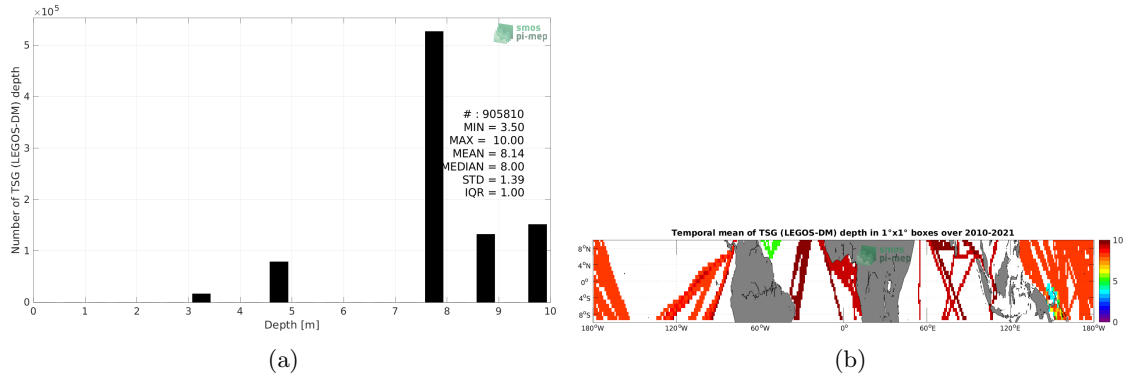 ×10⁵
smos
pi-mep
5
4
3
2
1
0
Number of TSG (LEGOS-DM) depth
# : 905810
MIN = 3.50
MAX = 10.00
MEAN = 8.14
MEDIAN = 8.00
STD = 1.39
IQR = 1.00
0 1 2 3 4 5 6 7 8 9 10
Depth [m]
(a)
Temporal mean of TSG (LEGOS-DM) depth in 1°x1° boxes over 2010-2021
smos
pi-mep
8°N
4°N
0°
4°S
8°S
180°W 120°W 60°W 0° 60°E 120°E 180°W
10
5
0
(b)